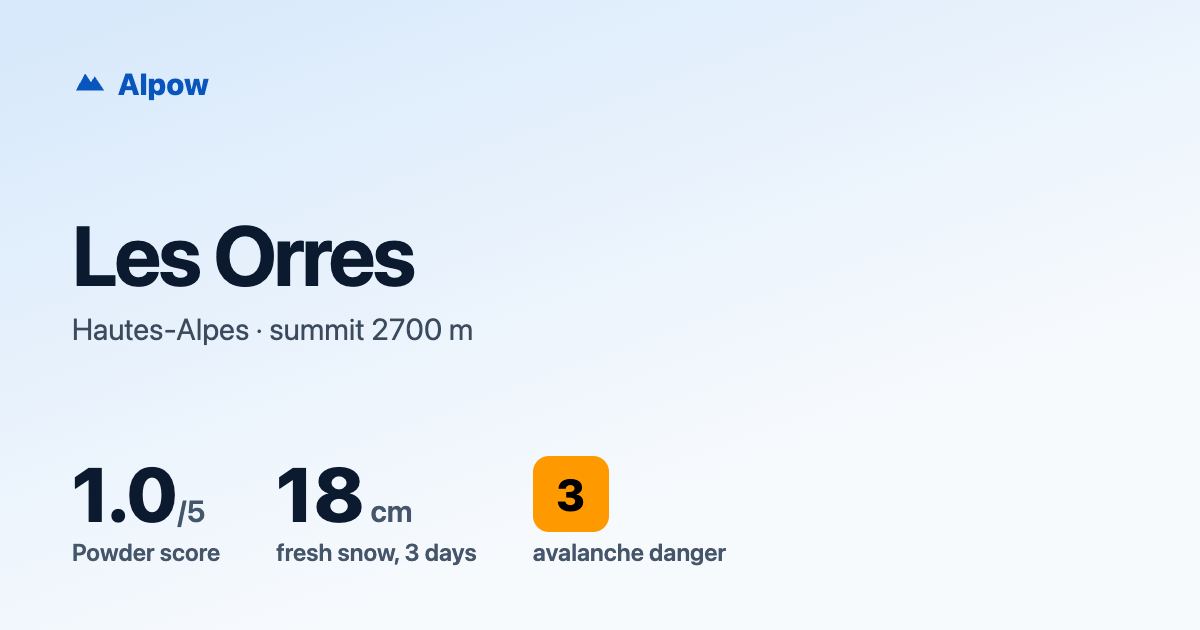 Alpow
Les Orres
Hautes-Alpes · summit 2700 m
1.0/5
Powder score
18 cm
fresh snow, 3 days
3
avalanche danger